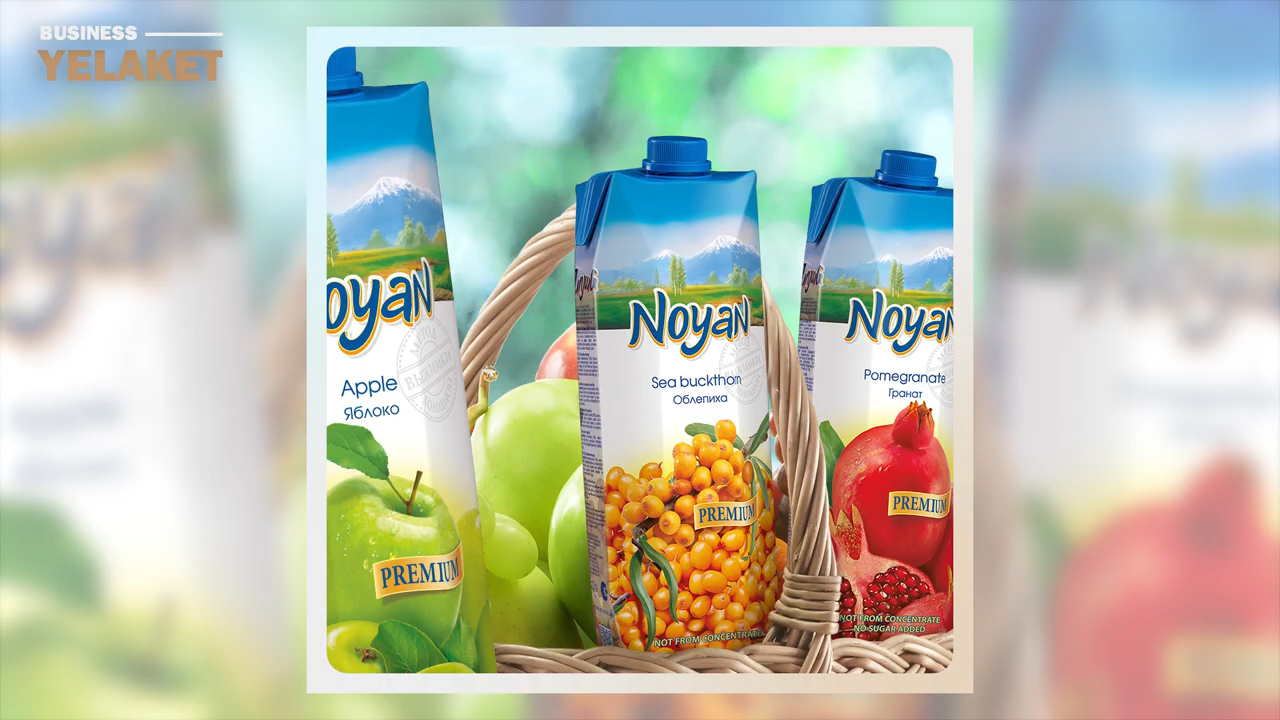 BUSINESS
YELAKET
oyaN
Apple
Яблоко
PREMIUM
NoyaN
Sea buckthorn
Облепиха
PREMIUM
NOT FROM CONCENTRATE
Noyan
Pomegranate
Гранат
PREMIUM
NOT FROM CONCENTRATE
NO SUGAR ADDED